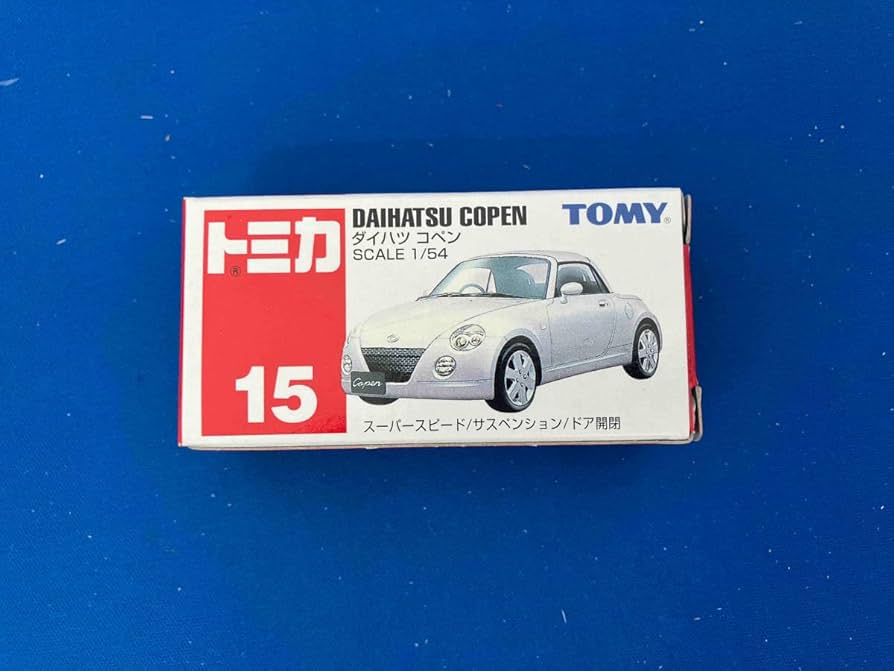 トミカ®
15
DAIHATSU COPEN
ダイハツ コペン
SCALE 1/54
TOMY®
Copen
スーパースピード/サスペンション/ドア開閉